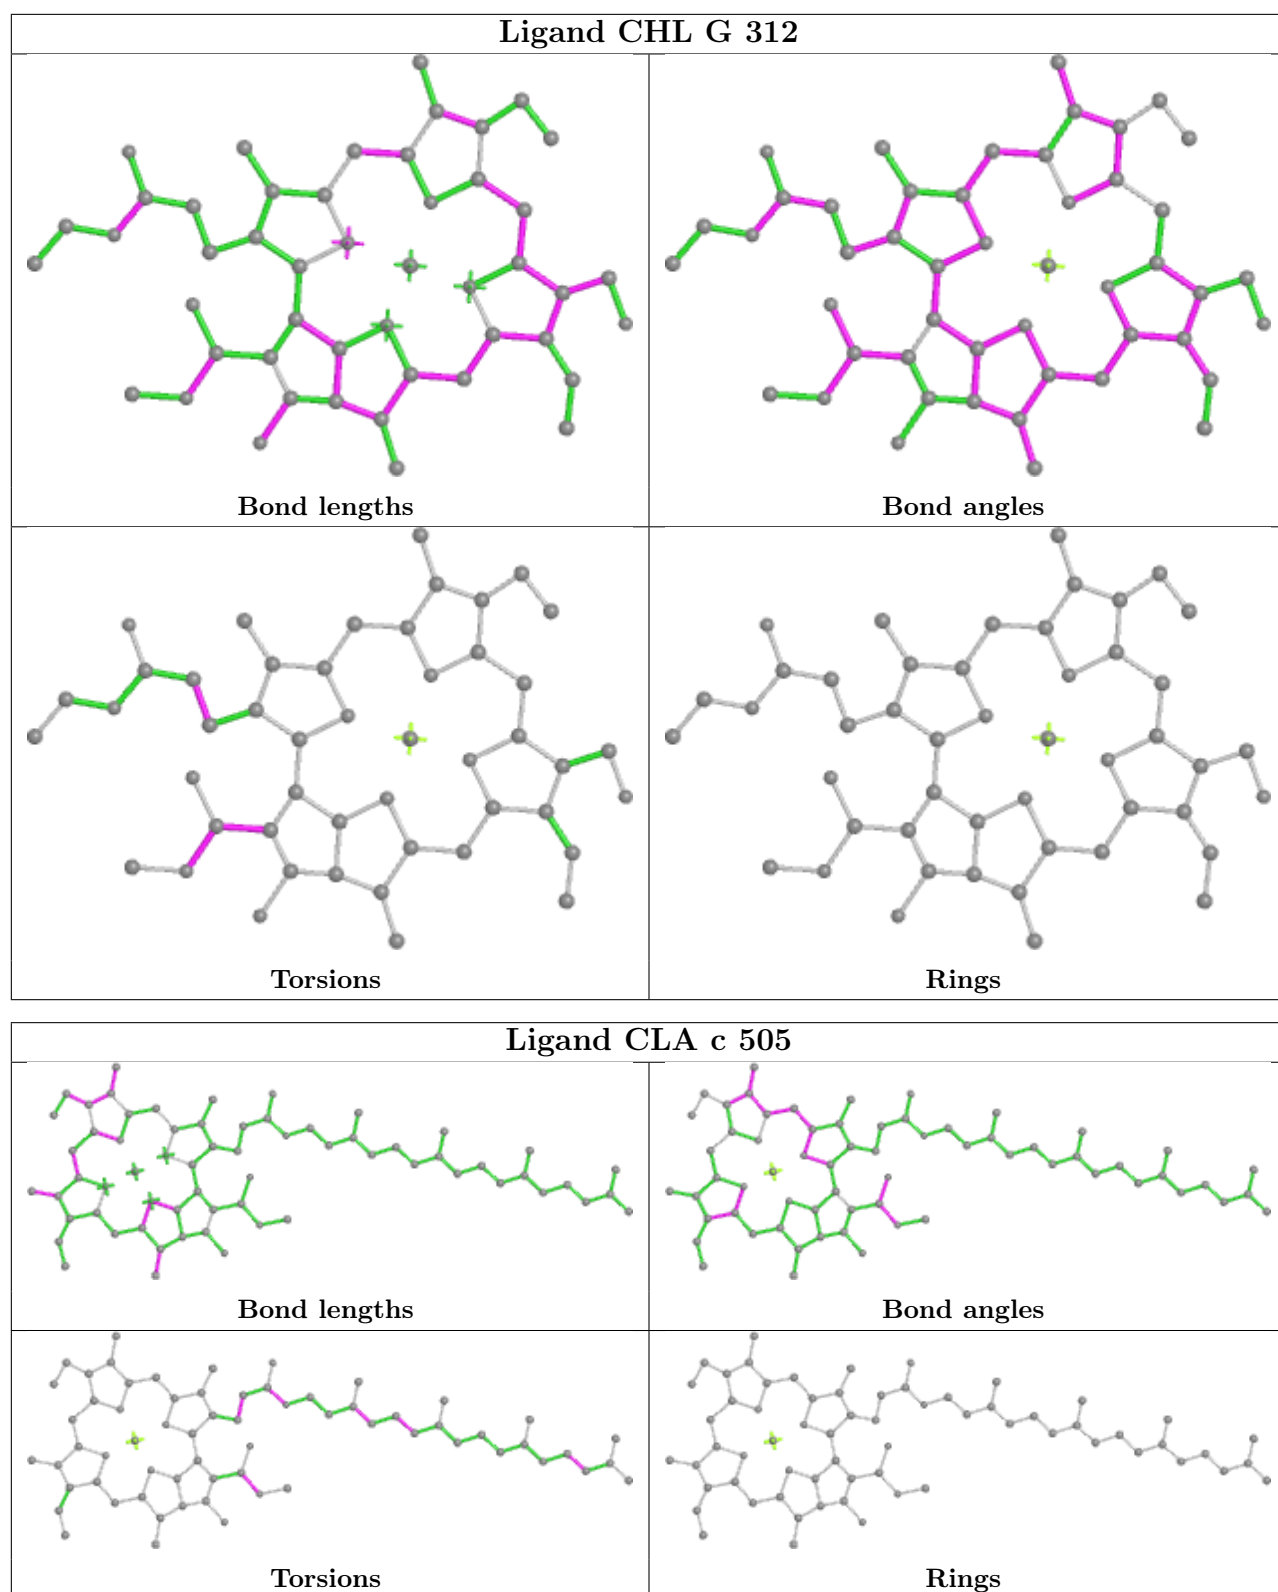 Ligand CHL G 312
Bond lengths
Bond angles
Torsions
Rings
Ligand CLA c 505
Bond lengths
Bond angles
Torsions
Rings